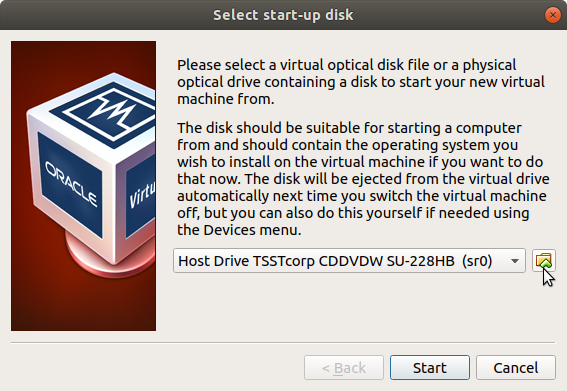 Select start-up disk
Please select a virtual optical disk file or a physical
optical drive containing a disk to start your new virtual
machine from.
The disk should be suitable for starting a computer
from and should contain the operating system you
wish to install on the virtual machine if you want to do
that now. The disk will be ejected from the virtual drive
automatically next time you switch the virtual machine
off, but you can also do this yourself if needed using
the Devices menu.
ORACLE
Virtu
Host Drive TSSTcorp CDDVDW SU-228HB (sr0)
< Back
Start
Cancel